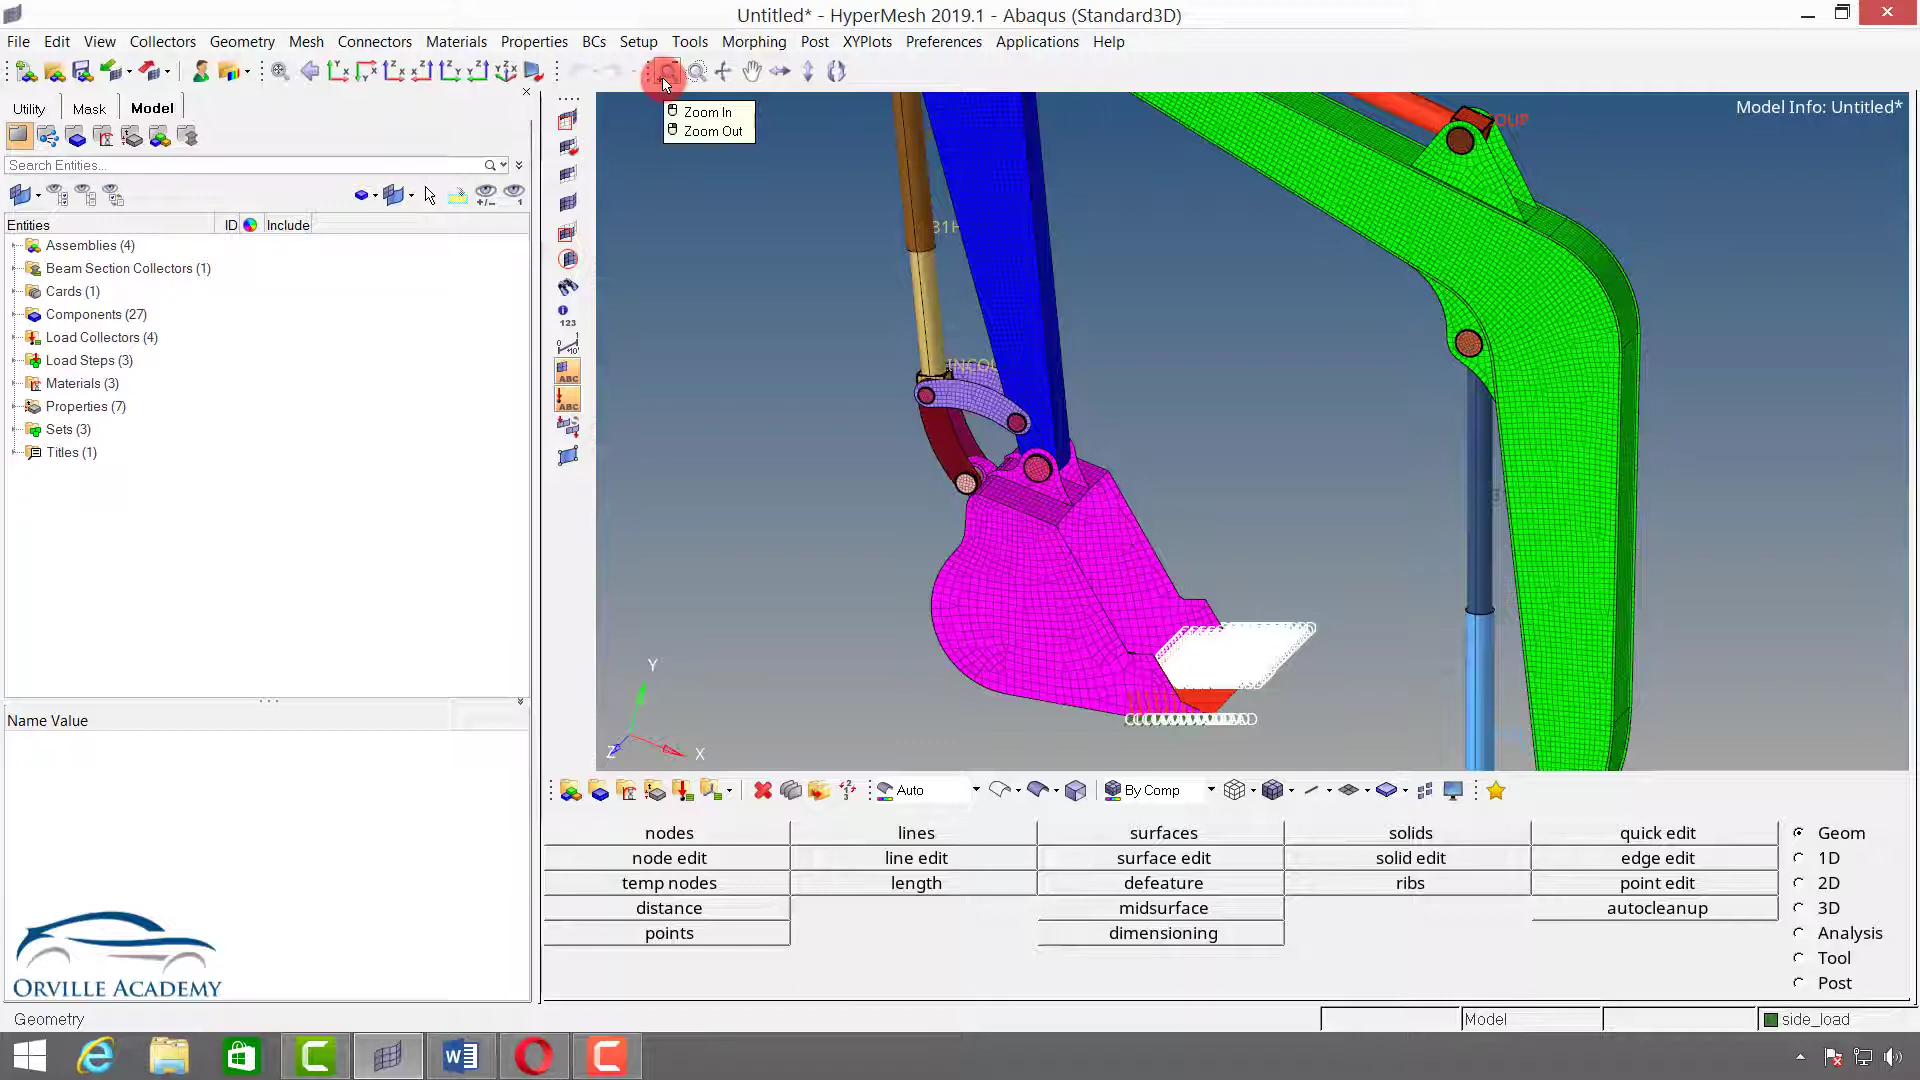 Untitled* - HyperMesh 2019.1 - Abaqus (Standard3D)
File Edit View Collectors Geometry Mesh Connectors Materials Properties BCs Setup Tools Morphing Post XYPlots Preferences Applications Help
Zoom In
Zoom Out
Model Info: Untitled*
Utility Mask Model
Search Entities...
Entities ID Include
Assemblies (4)
Beam Section Collectors (1)
Cards (1)
Components (27)
Load Collectors (4)
Load Steps (3)
Materials (3)
Properties (7)
Sets (3)
Titles (1)
Name Value
123
ABC
ABC
Y
Z
X
Auto
By Comp
nodes lines surfaces solids quick edit Geom
node edit line edit surface edit solid edit edge edit 1D
temp nodes length defeature ribs point edit 2D
distance midsurface autocleanup 3D
points dimensioning Analysis
Tool
Post
ORVILLE ACADEMY
Geometry
Model
side_load